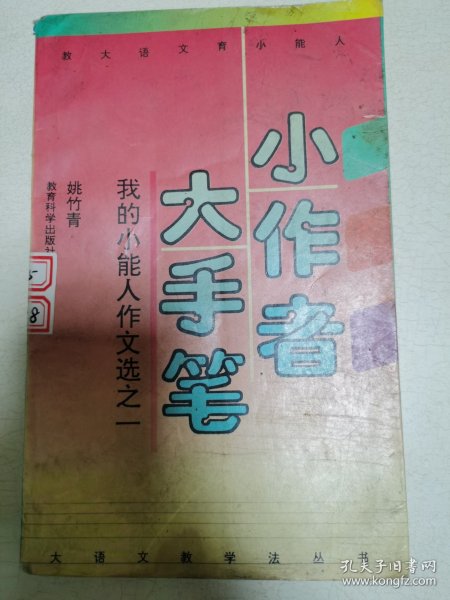 教大语文育小能人
小作者
大手笔
我的小能人作文选之一
姚竹青
教育科学出版社
8
大语文教学法丛书
孔夫子旧书网
www.kongfz.com